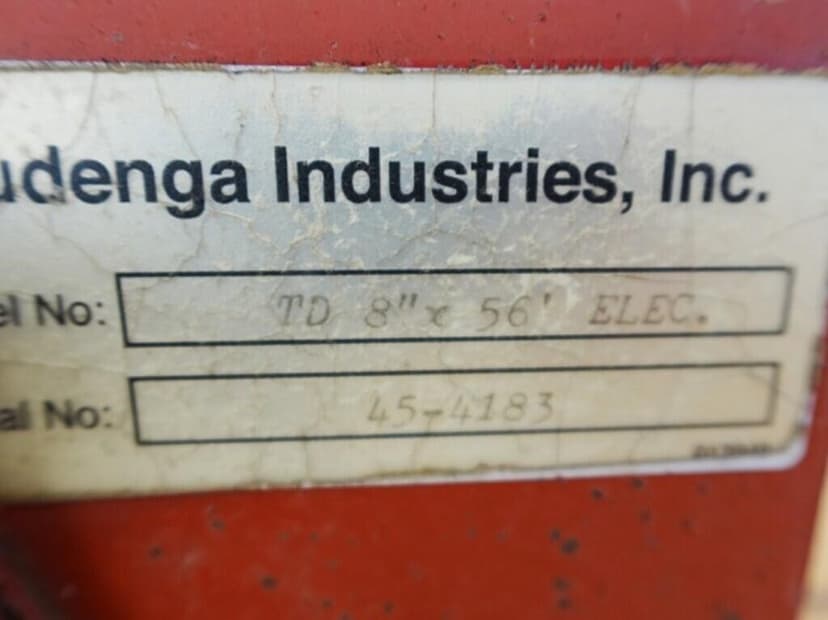 udenga Industries, Inc.
el No: TD 8" x 56' ELEC.
al No: 45-4183